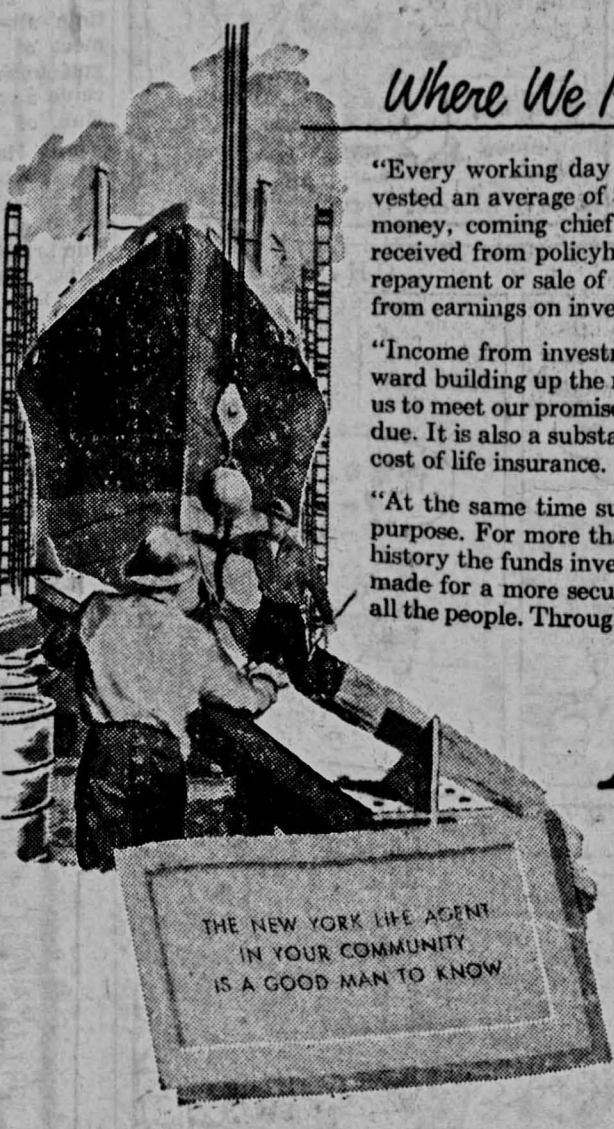 Where We
"Every working day
vested an average of
money, coming chief
received from policyh
repayment or sale of
from earnings on inve
"Income from investr
ward building up the
us to meet our promise
due. It is also a substa
cost of life insurance.
"At the same time su
purpose. For more tha
history the funds inve
made for a more secu
all the people. Throug
THE NEW YORK LIFE AGENT
IN YOUR COMMUNITY
IS A GOOD MAN TO KNOW